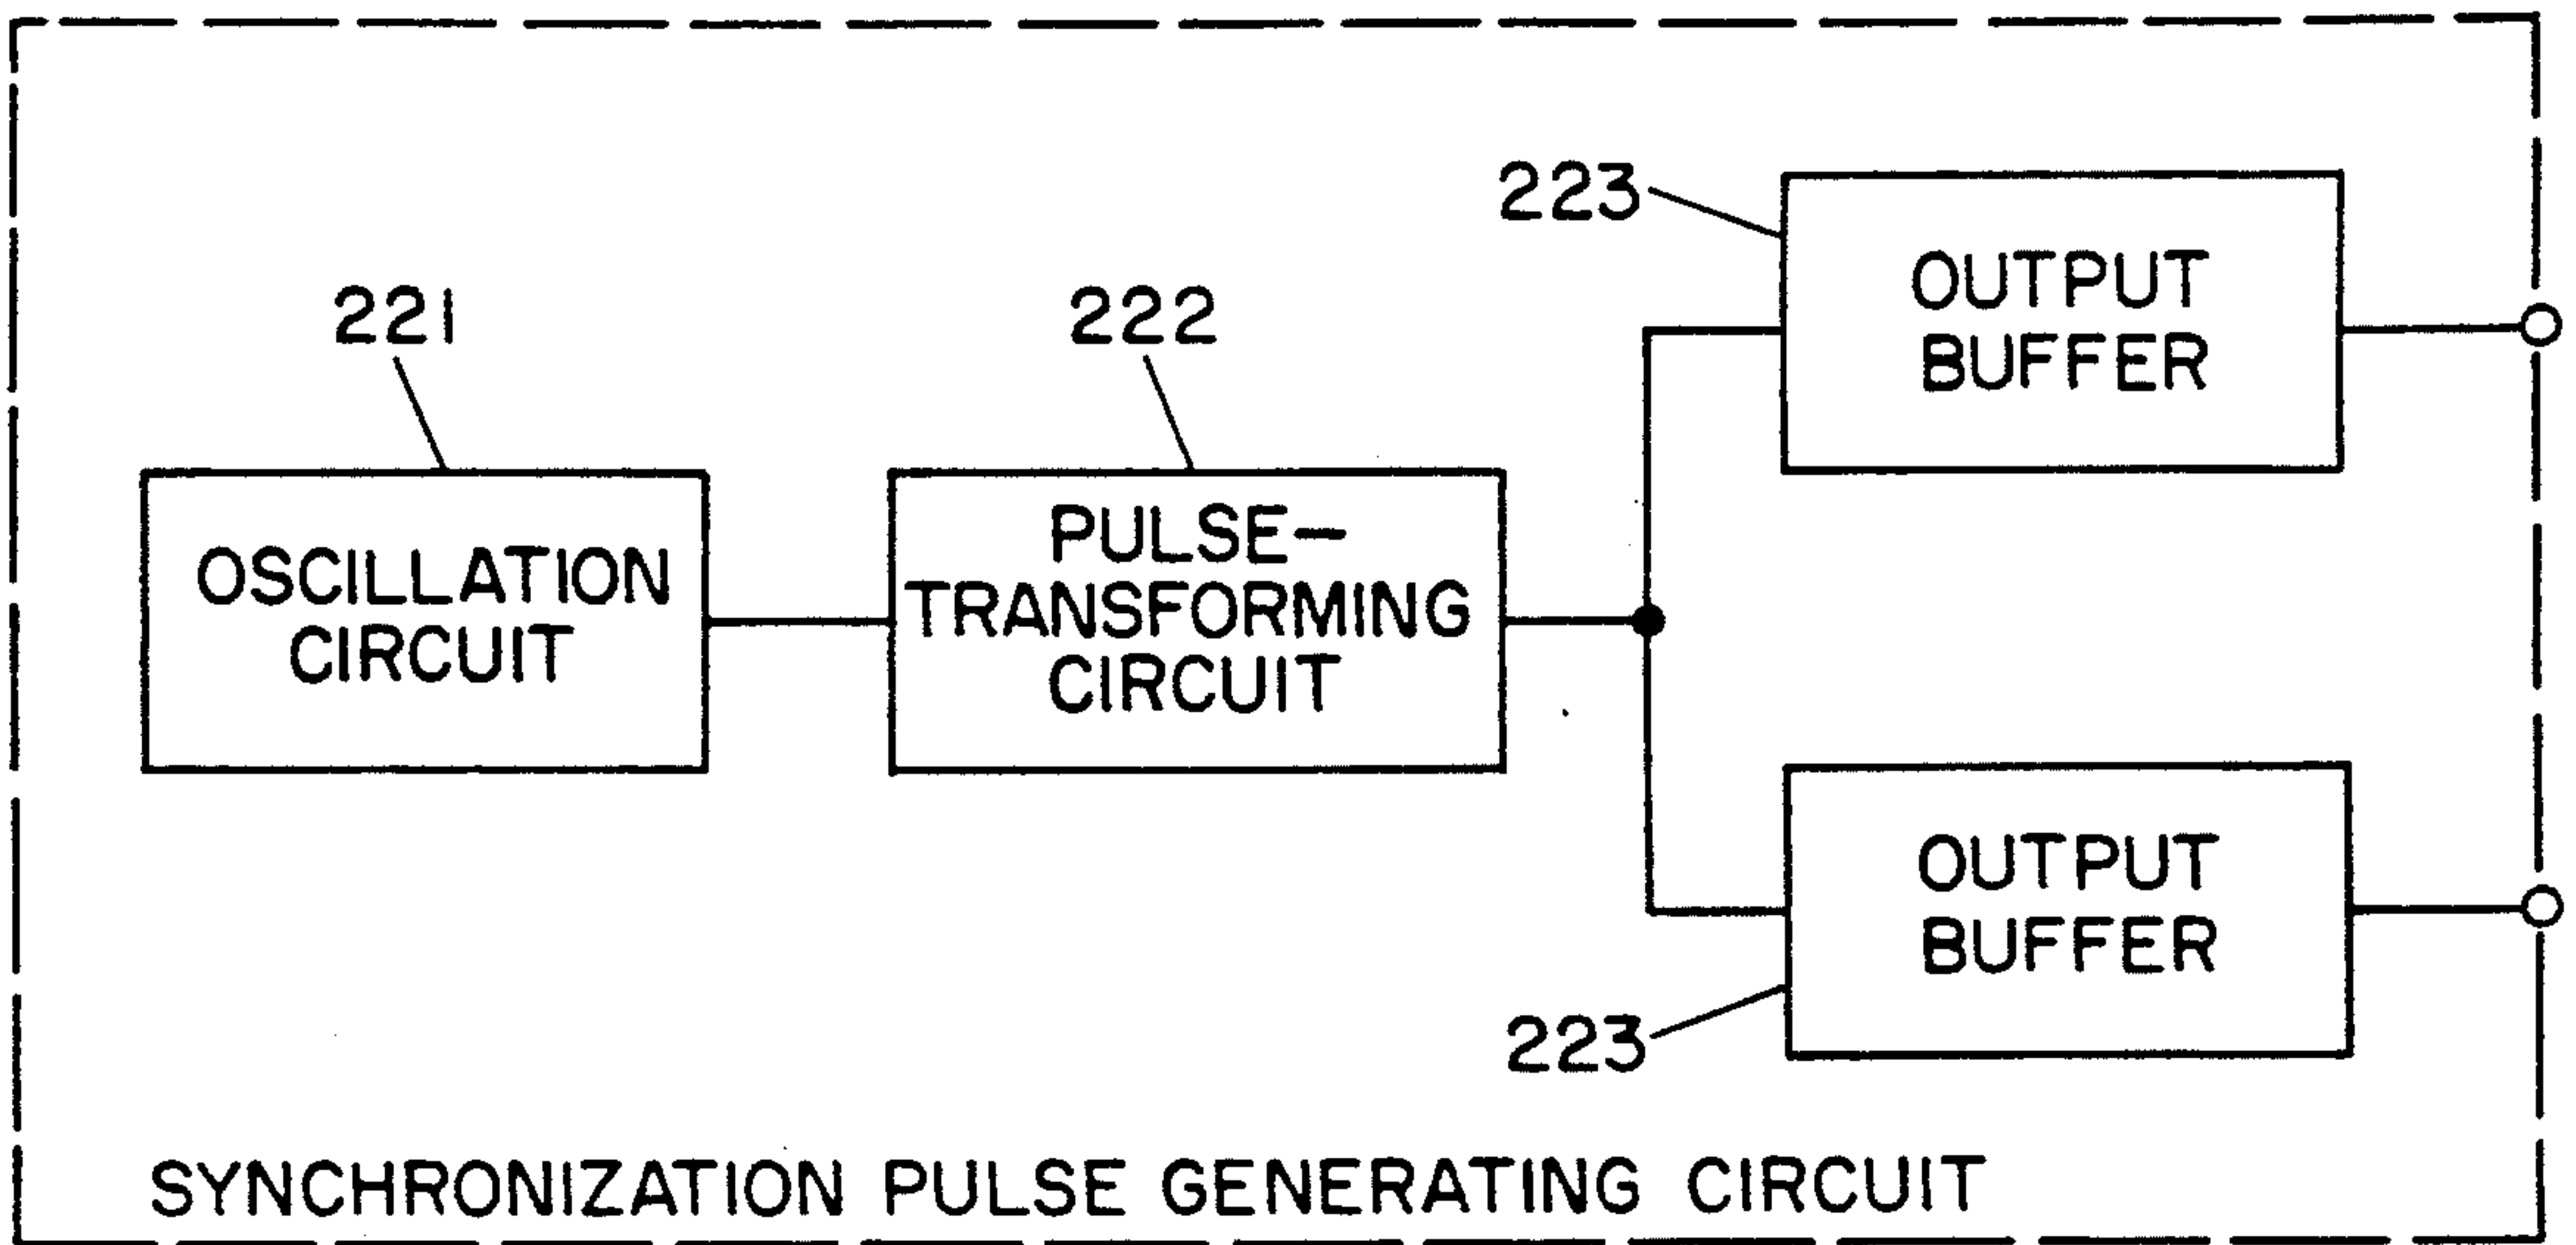 223
OUTPUT
BUFFER
221
222
OSCILLATION
CIRCUIT
PULSE-
TRANSFORMING
CIRCUIT
OUTPUT
BUFFER
223
SYNCHRONIZATION PULSE GENERATING CIRCUIT